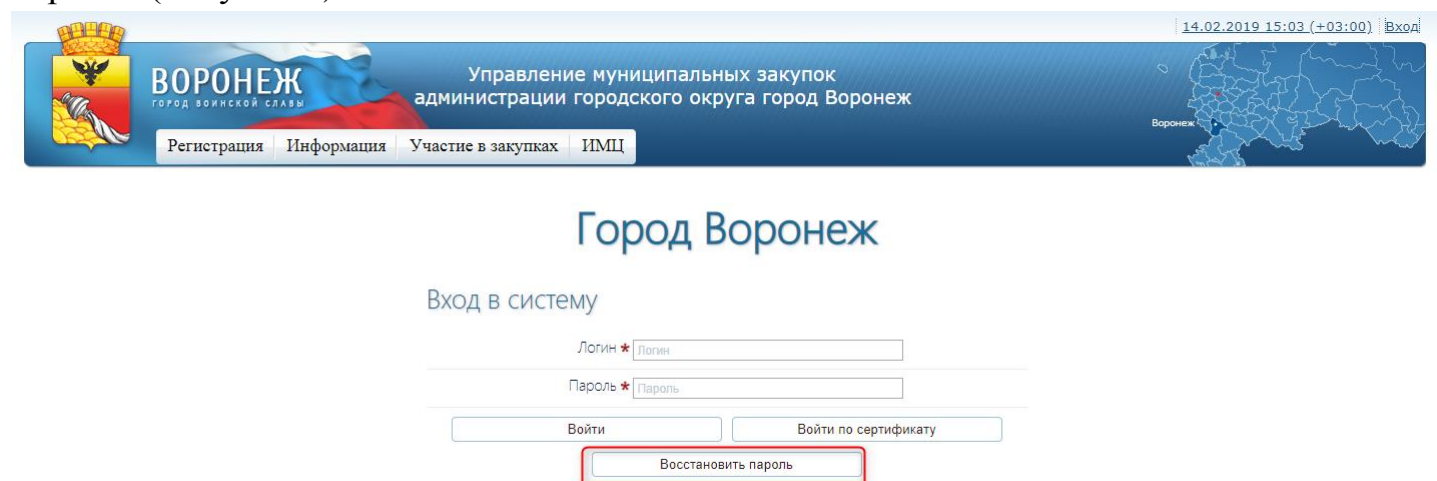 14.02.2019 15:03 (+03:00) Вход
ВОРОНЕЖ
ГОРОД ВОИНСКОЙ СЛАВЫ
Управление муниципальных закупок
администрации городского округа город Воронеж
Воронеж
Регистрация Информация Участие в закупках ИМЦ
Город Воронеж
Вход в систему
Логин * Логин
Пароль * Пароль
Войти Войти по сертификату
Восстановить пароль